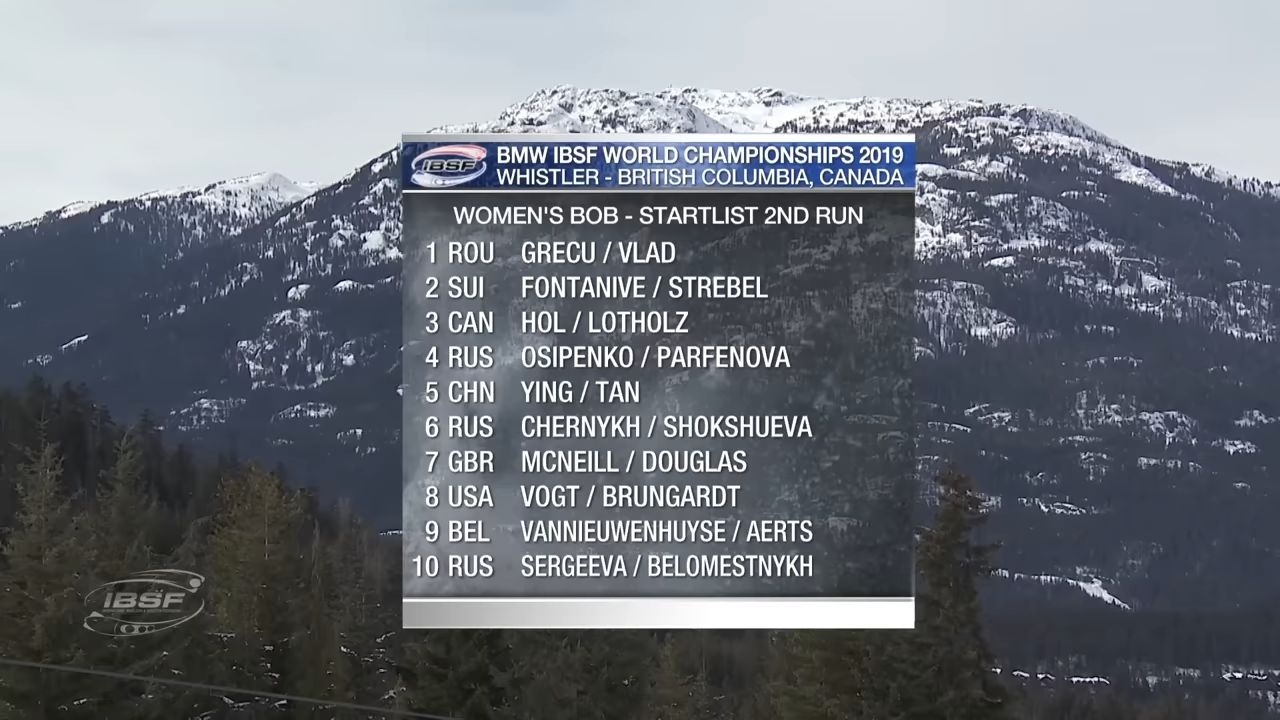 IBSF
BMW IBSF WORLD CHAMPIONSHIPS 2019
WHISTLER - BRITISH COLUMBIA, CANADA
WOMEN'S BOB - STARTLIST 2ND RUN
1 ROU GRECU / VLAD
2 SUI FONTANIVE / STREBEL
3 CAN HOL / LOTHOLZ
4 RUS OSIPENKO / PARFENOVA
5 CHN YING / TAN
6 RUS CHERNYKH / SHOKSHUEVA
7 GBR MCNEILL / DOUGLAS
8 USA VOGT / BRUNGARDT
9 BEL VANNIEUWENHUYSE / AERTS
10 RUS SERGEEVA / BELOMESTNYKH
IBSF